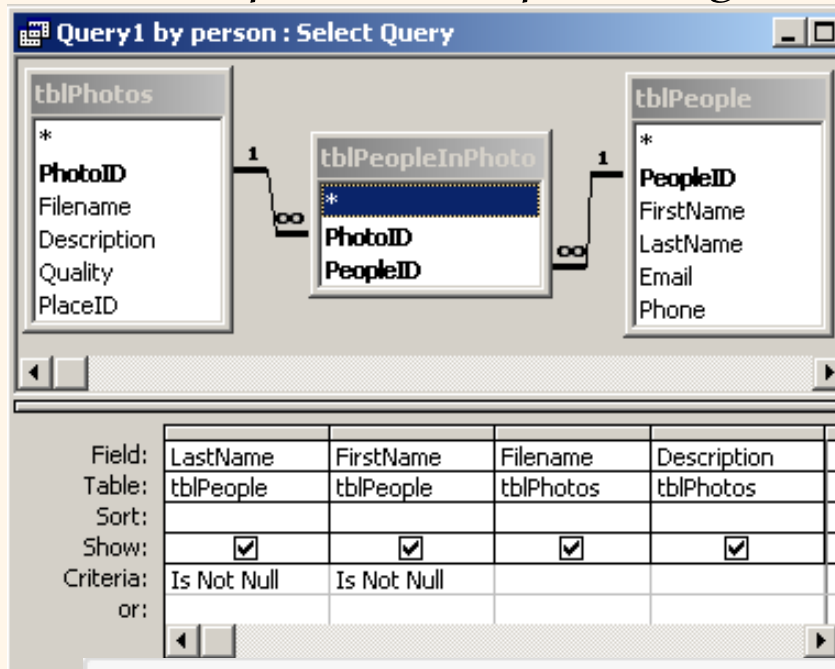 Query1 by person : Select Query
tblPhotos
*
PhotoID
Filename
Description
Quality
PlaceID
1
∞
tblPeopleInPhoto
*
PhotoID
PeopleID
1
∞
tblPeople
*
PeopleID
FirstName
LastName
Email
Phone
Field: LastName FirstName Filename Description
Table: tblPeople tblPeople tblPhotos tblPhotos
Sort:
Show:
Criteria: Is Not Null Is Not Null
or: